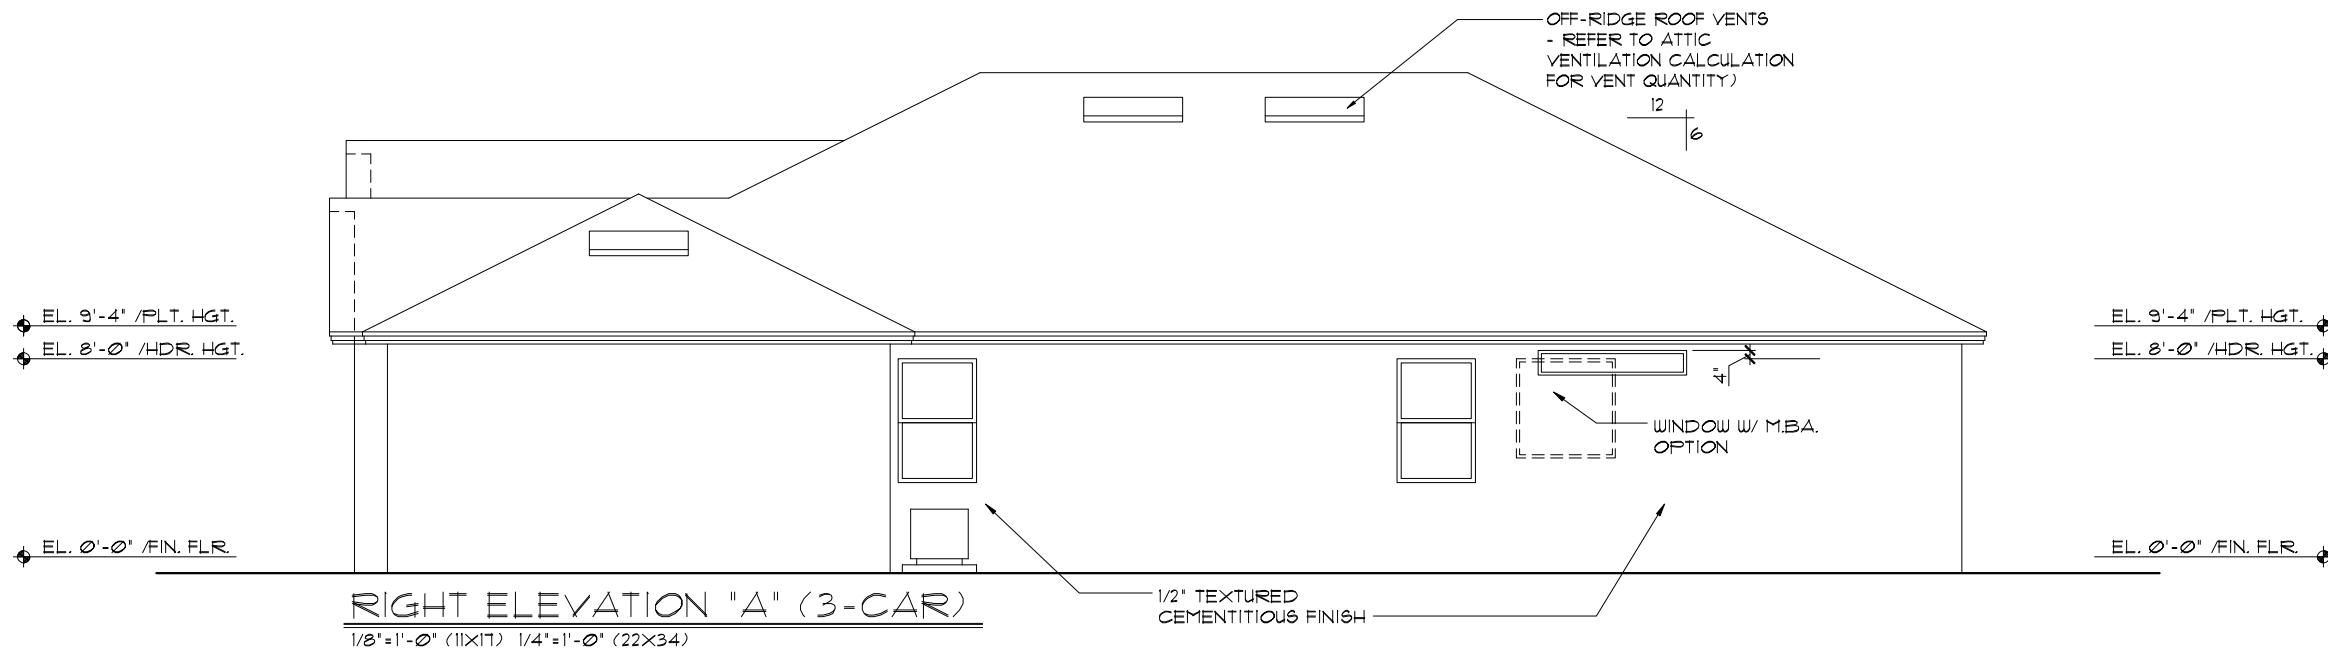 OFF-RIDGE ROOF VENTS
- REFER TO ATTIC
VENTILATION CALCULATION
FOR VENT QUANTITY)
12
6
EL. 9'-4" /PLT. HGT.
EL. 8'-0" /HDR. HGT.
EL. 9'-4" /PLT. HGT.
EL. 8'-0" /HDR. HGT.
4"
WINDOW W/ M.BA.
OPTION
EL. 0'-0" /FIN. FLR.
EL. 0'-0" /FIN. FLR.
1/2" TEXTURED
CEMENTITIOUS FINISH
RIGHT ELEVATION "A" (3-CAR)
1/8"=1'-0" (11X17) 1/4"=1'-0" (22X34)